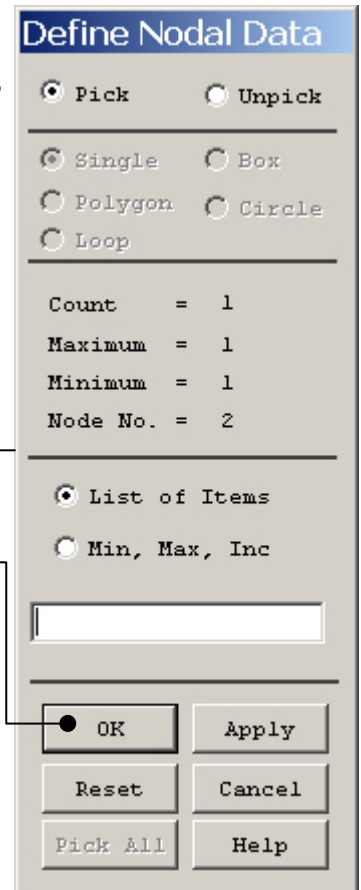 Define Nodal Data
Pick Unpick
Single Box
Polygon Circle
Loop
Count = 1
Maximum = 1
Minimum = 1
Node No. = 2
List of Items
Min, Max, Inc
OK Apply
Reset Cancel
Pick All Help